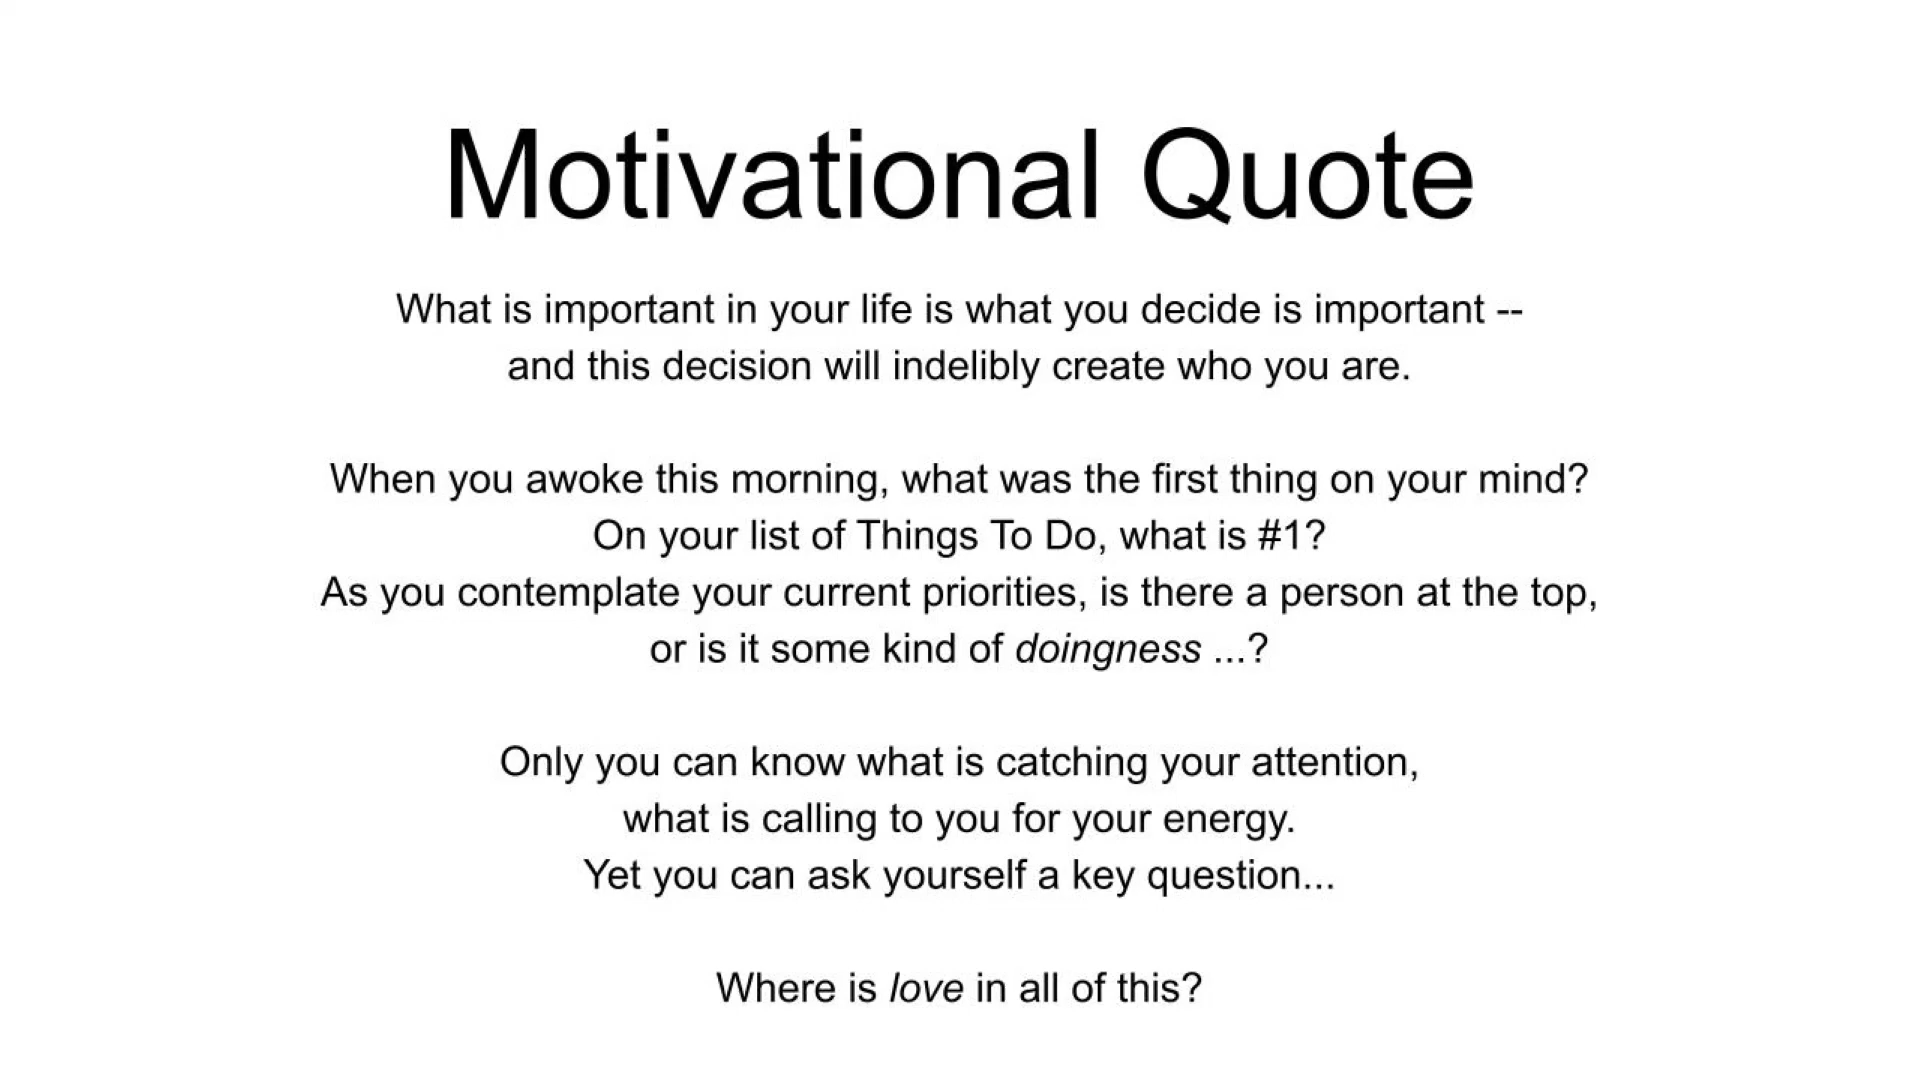 Motivational Quote
What is important in your life is what you decide is important --
and this decision will indelibly create who you are.
When you awoke this morning, what was the first thing on your mind?
On your list of Things To Do, what is #1?
As you contemplate your current priorities, is there a person at the top,
or is it some kind of doingness ...?
Only you can know what is catching your attention,
what is calling to you for your energy.
Yet you can ask yourself a key question...
Where is love in all of this?